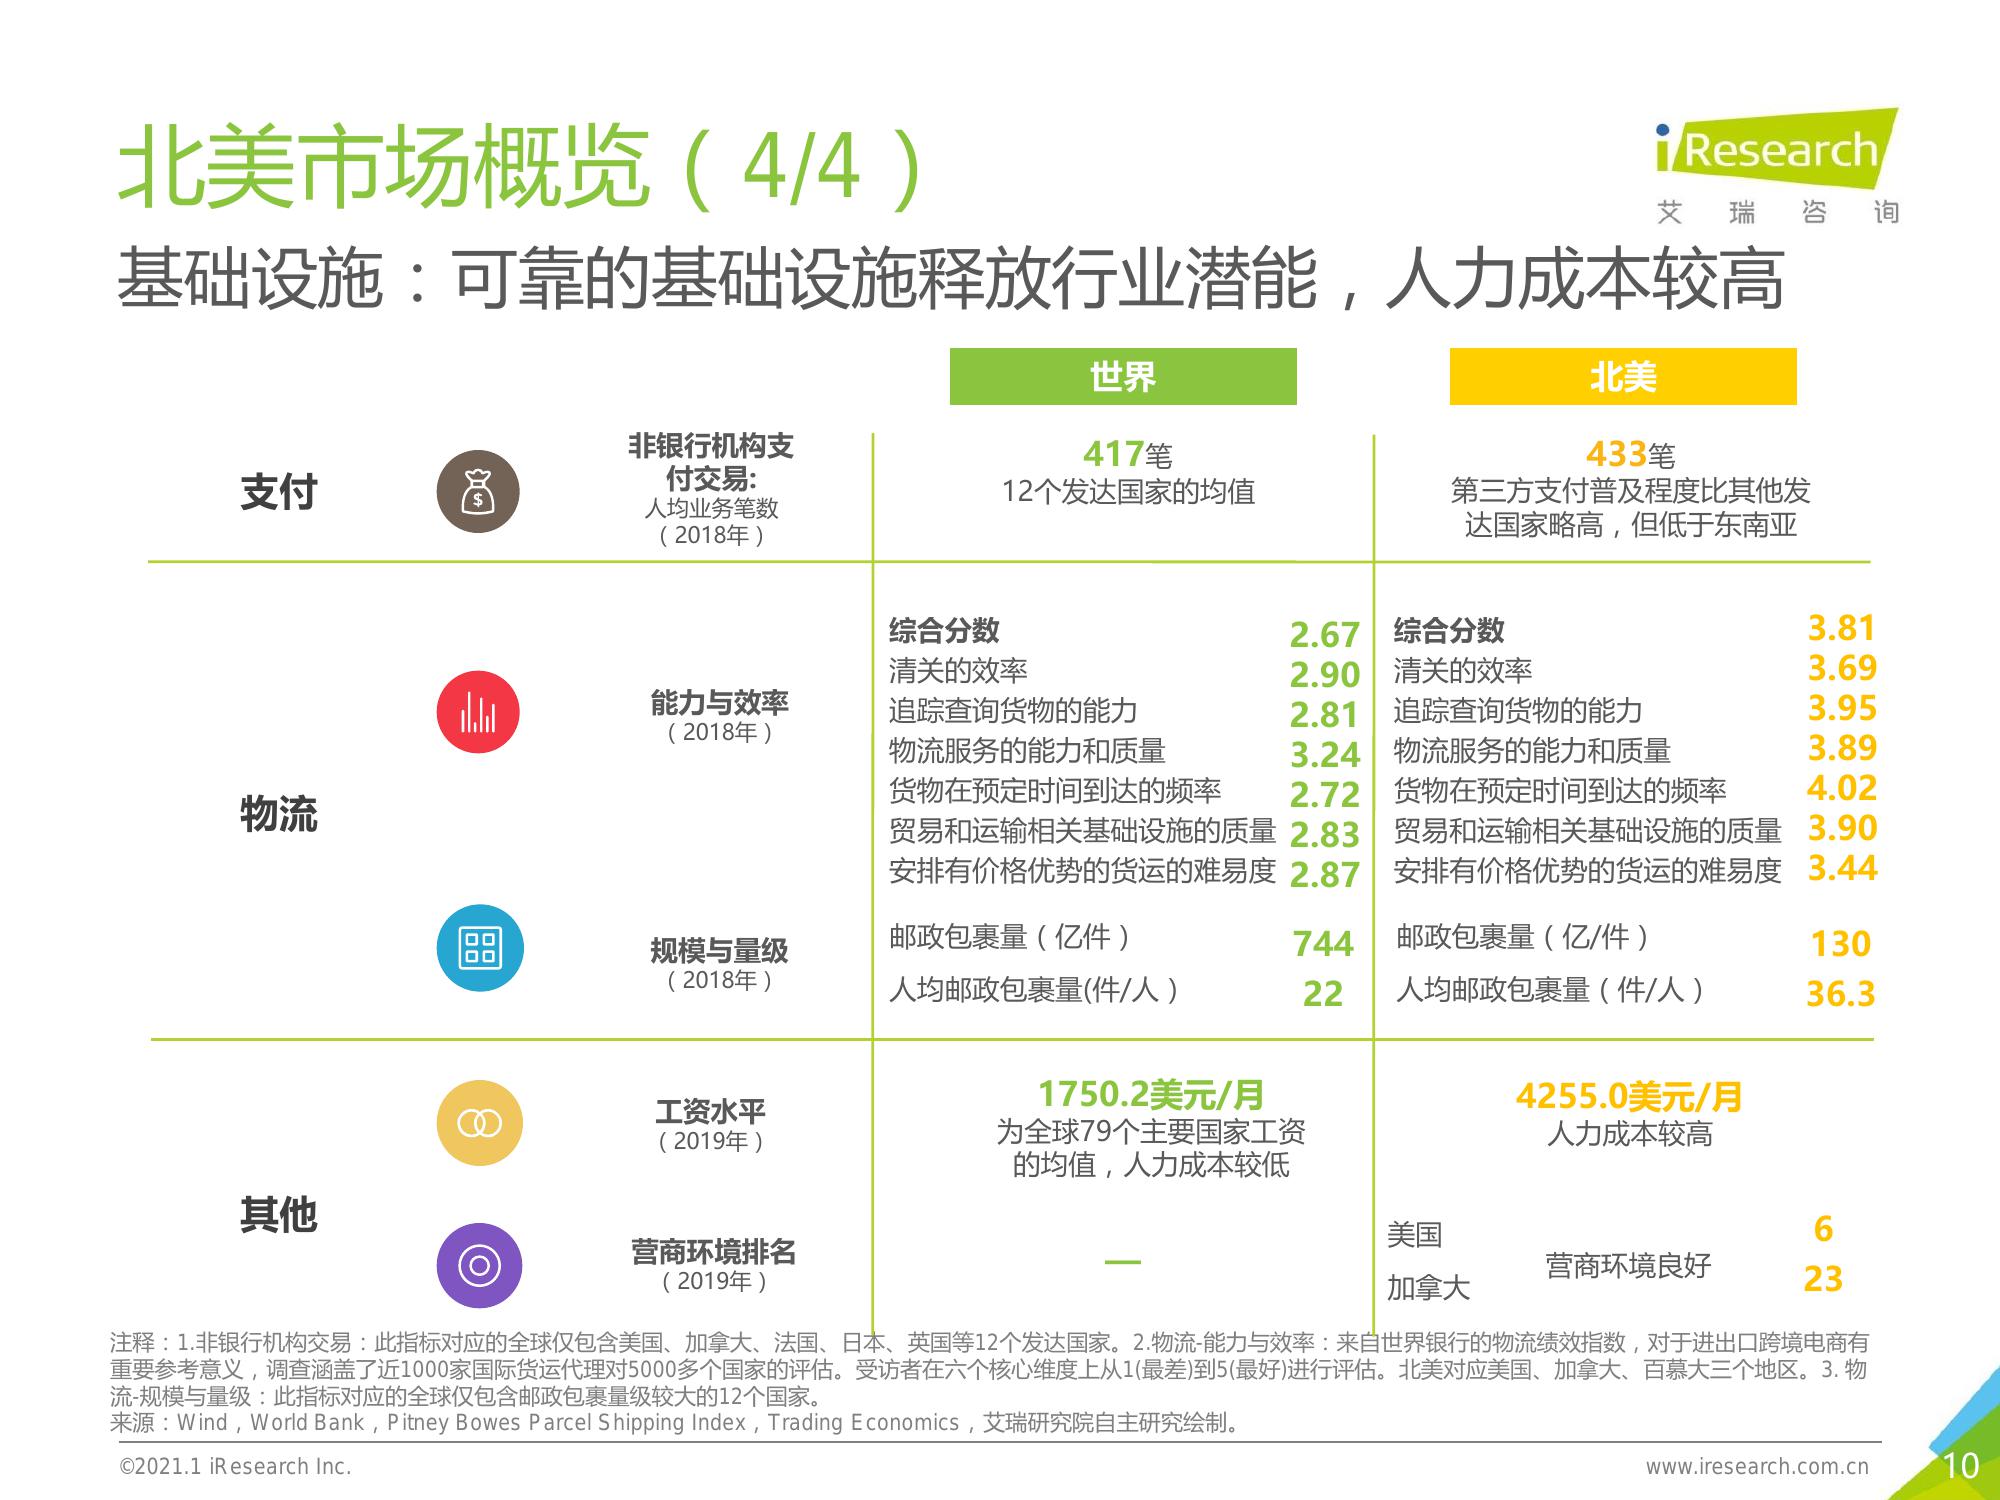 北美市场概览（4/4）
iResearch
艾瑞咨询
基础设施：可靠的基础设施释放行业潜能，人力成本较高
世界
北美
支付
非银行机构支
付交易:
人均业务笔数
（2018年）
417笔
12个发达国家的均值
433笔
第三方支付普及程度比其他发
达国家略高，但低于东南亚
物流
能力与效率
（2018年）
综合分数 2.67
清关的效率 2.90
追踪查询货物的能力 2.81
物流服务的能力和质量 3.24
货物在预定时间到达的频率 2.72
贸易和运输相关基础设施的质量 2.83
安排有价格优势的货运的难易度 2.87
综合分数 3.81
清关的效率 3.69
追踪查询货物的能力 3.95
物流服务的能力和质量 3.89
货物在预定时间到达的频率 4.02
贸易和运输相关基础设施的质量 3.90
安排有价格优势的货运的难易度 3.44
规模与量级
（2018年）
邮政包裹量（亿件） 744
人均邮政包裹量(件/人） 22
邮政包裹量（亿/件） 130
人均邮政包裹量（件/人） 36.3
其他
工资水平
（2019年）
1750.2美元/月
为全球79个主要国家工资
的均值，人力成本较低
4255.0美元/月
人力成本较高
营商环境排名
（2019年）
—
美国 6
营商环境良好
加拿大 23
注释：1.非银行机构交易：此指标对应的全球仅包含美国、加拿大、法国、日本、英国等12个发达国家。2.物流-能力与效率：来自世界银行的物流绩效指数，对于进出口跨境电商有
重要参考意义，调查涵盖了近1000家国际货运代理对5000多个国家的评估。受访者在六个核心维度上从1(最差)到5(最好)进行评估。北美对应美国、加拿大、百慕大三个地区。3. 物
流-规模与量级：此指标对应的全球仅包含邮政包裹量级较大的12个国家。
来源：Wind，World Bank，Pitney Bowes Parcel Shipping Index，Trading Economics，艾瑞研究院自主研究绘制。
©2021.1 iResearch Inc.
www.iresearch.com.cn
10